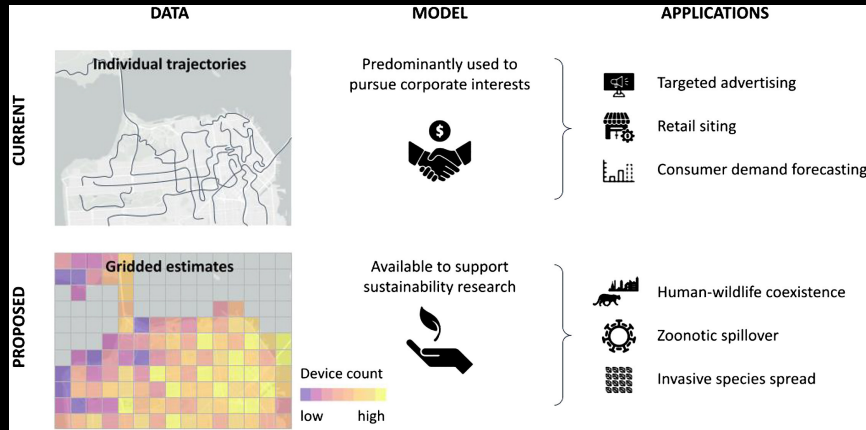 DATA
MODEL
APPLICATIONS
CURRENT
Individual trajectories
Predominantly used to
pursue corporate interests
$
Targeted advertising
Retail siting
Consumer demand forecasting
PROPOSED
Gridded estimates
Device count
low high
Available to support
sustainability research
Human-wildlife coexistence
Zoonotic spillover
Invasive species spread